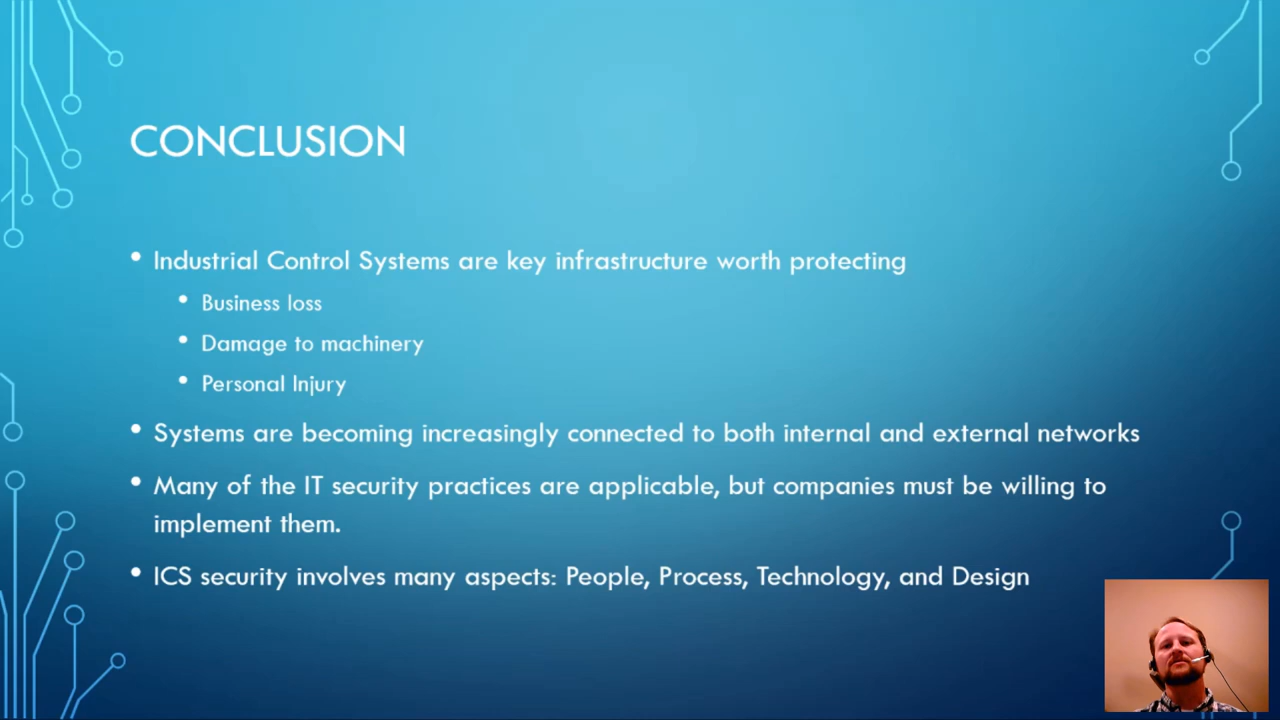 CONCLUSION
• Industrial Control Systems are key infrastructure worth protecting
• Business loss
• Damage to machinery
• Personal Injury
• Systems are becoming increasingly connected to both internal and external networks
• Many of the IT security practices are applicable, but companies must be willing to
implement them.
• ICS security involves many aspects: People, Process, Technology, and Design